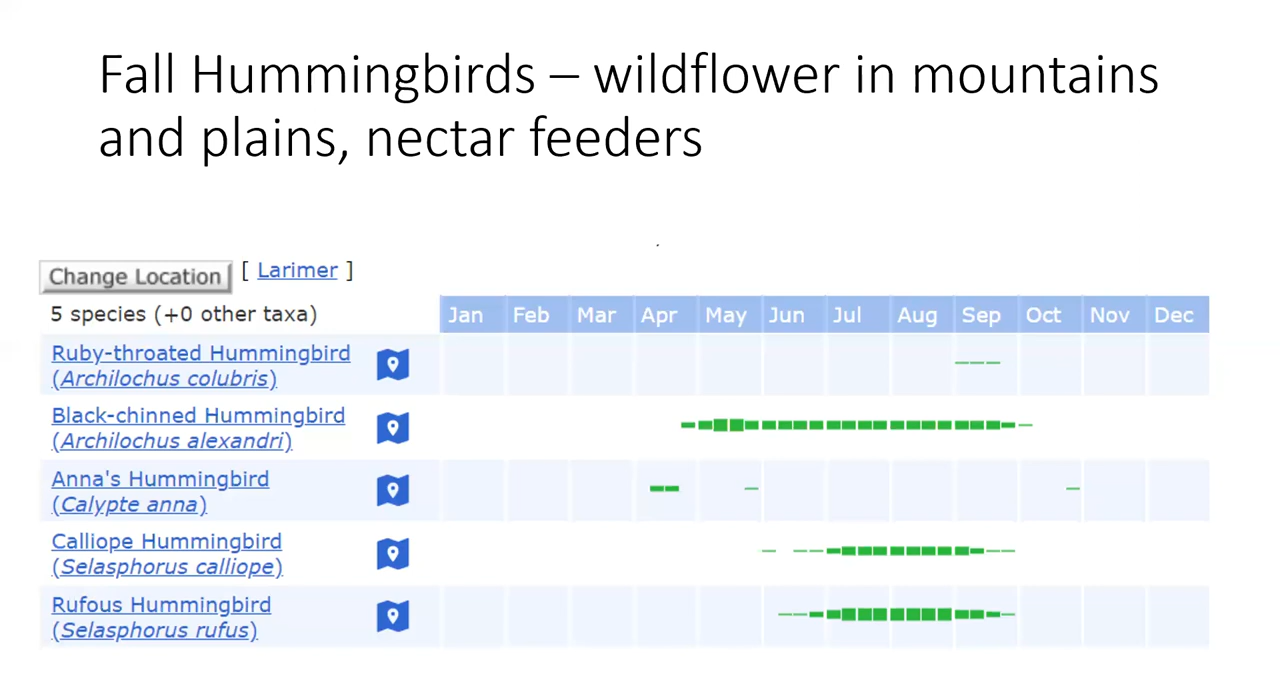 Fall Hummingbirds – wildflower in mountains
and plains, nectar feeders
Change Location [ Larimer ]
5 species (+0 other taxa) Jan Feb Mar Apr May Jun Jul Aug Sep Oct Nov Dec
Ruby-throated Hummingbird
(Archilochus colubris)
Black-chinned Hummingbird
(Archilochus alexandri)
Anna's Hummingbird
(Calypte anna)
Calliope Hummingbird
(Selasphorus calliope)
Rufous Hummingbird
(Selasphorus rufus)